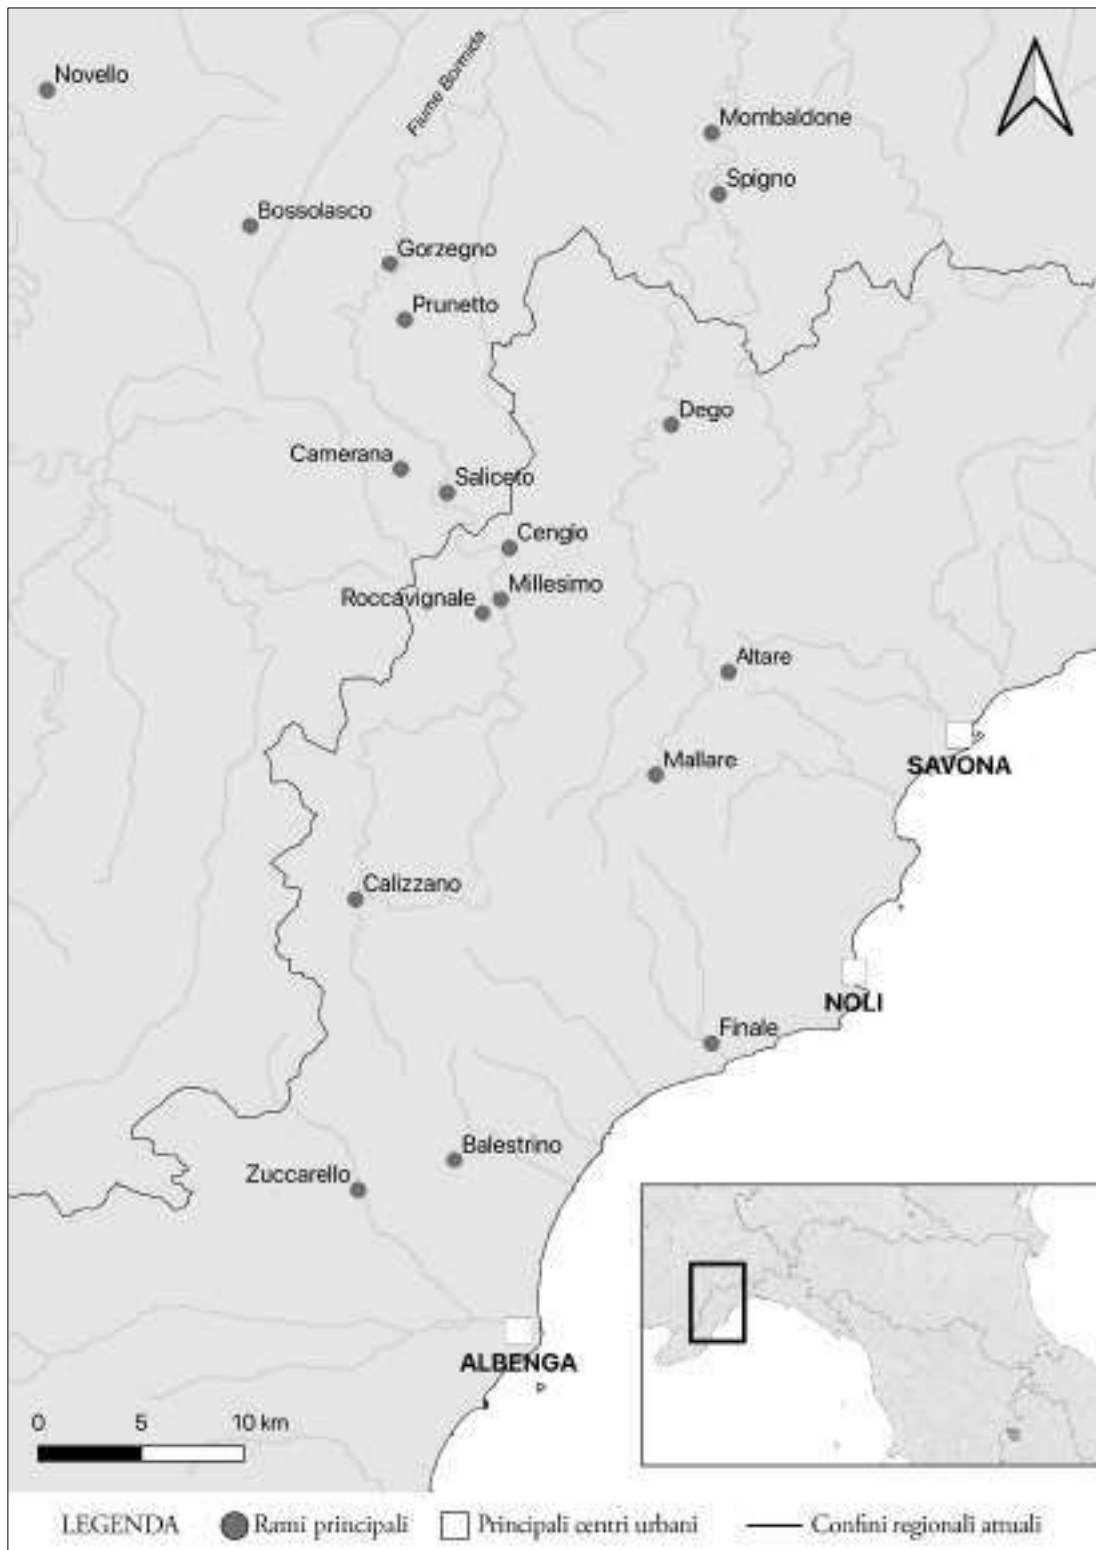 Novello
Fiume Bormida
Mombaldone
Spigno
Bossolasco
Gorzegno
Prunetto
Dego
Camerana
Saliceto
Cengio
Millesimo
Roccavignale
Altare
SAVONA
Mallare
Calizzano
NOLI
Finale
Balestrino
Zuccarello
ALBENGA
0 5 10 km
LEGENDA Rami principali Principali centri urbani Confini regionali attuali